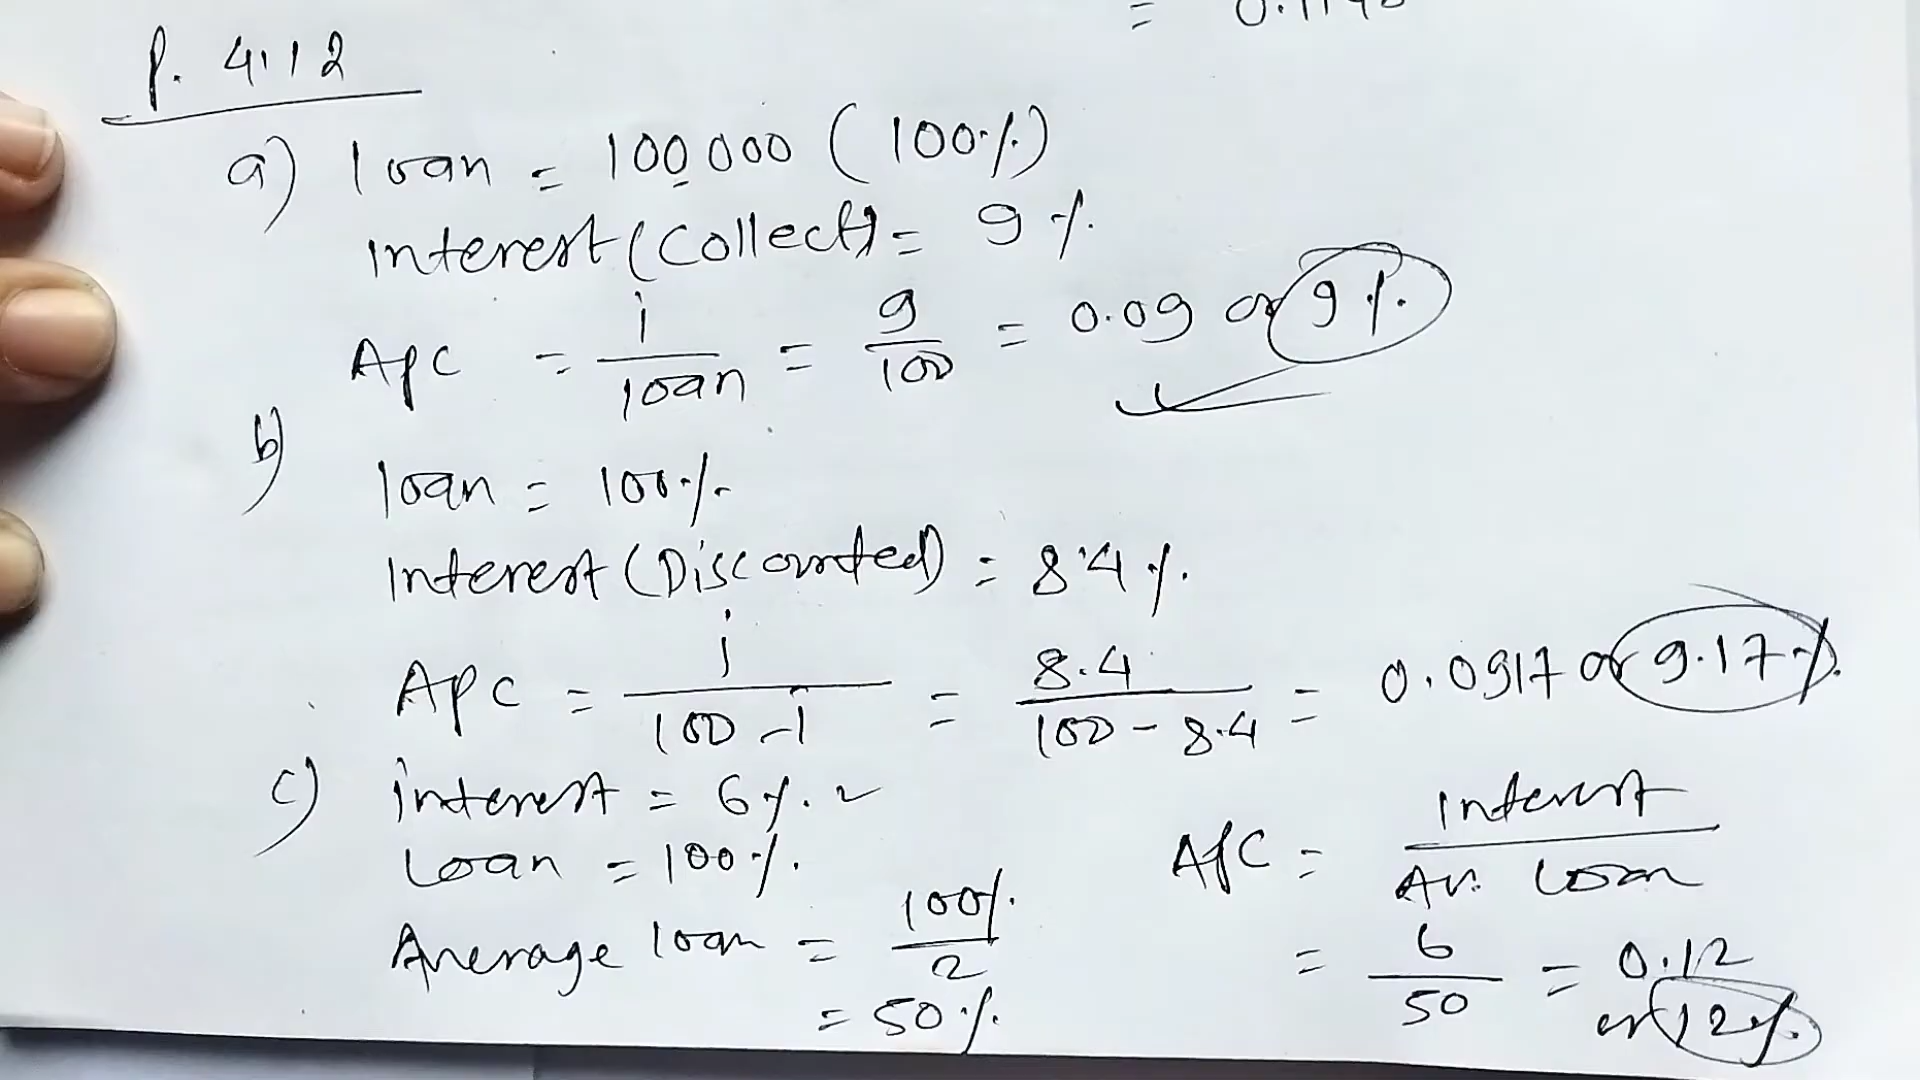 P. 4.12
a) loan = 100,000 (100%)
Interest (Collect) = 9%
APC = i / loan = 9 / 100 = 0.09 or 9%
b)
loan = 100%
Interest (Discounted) = 8.4%
APC = i / 100 - i = 8.4 / 100 - 8.4 = 0.0917 or 9.17%
c) interest = 6%
Loan = 100%
Average loan = 100% / 2
= 50%
APC = Interest / Av. Loan
= 6 / 50 = 0.12
or 12%